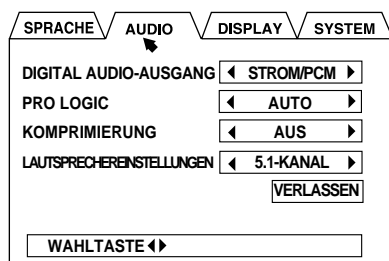 SPRACHE AUDIO DISPLAY SYSTEM
DIGITAL AUDIO-AUSGANG ◀ STROM/PCM ▶
PRO LOGIC ◀ AUTO ▶
KOMPRIMIERUNG ◀ AUS ▶
LAUTSPRECHEREINSTELLUNGEN ◀ 5.1-KANAL ▶
VERLASSEN
WAHLTASTE ◀▶